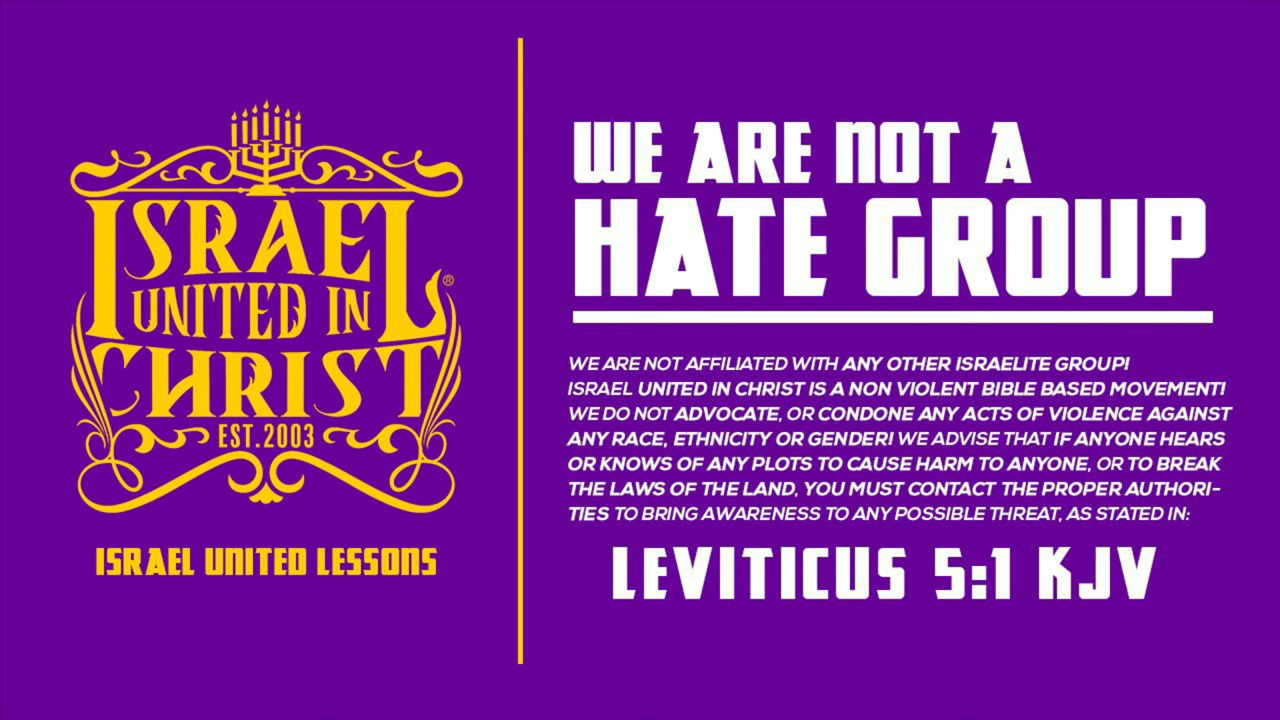 ISRAEL
UNITED IN
CHRIST
®
EST.2003
ISRAEL UNITED LESSONS
WE ARE NOT A
HATE GROUP
WE ARE NOT AFFILIATED WITH ANY OTHER ISRAELITE GROUP!
ISRAEL UNITED IN CHRIST IS A NON VIOLENT BIBLE BASED MOVEMENT!
WE DO NOT ADVOCATE, OR CONDONE ANY ACTS OF VIOLENCE AGAINST
ANY RACE, ETHNICITY OR GENDER! WE ADVISE THAT IF ANYONE HEARS
OR KNOWS OF ANY PLOTS TO CAUSE HARM TO ANYONE, OR TO BREAK
THE LAWS OF THE LAND, YOU MUST CONTACT THE PROPER AUTHORI-
TIES TO BRING AWARENESS TO ANY POSSIBLE THREAT, AS STATED IN:
LEVITICUS 5:1 KJV